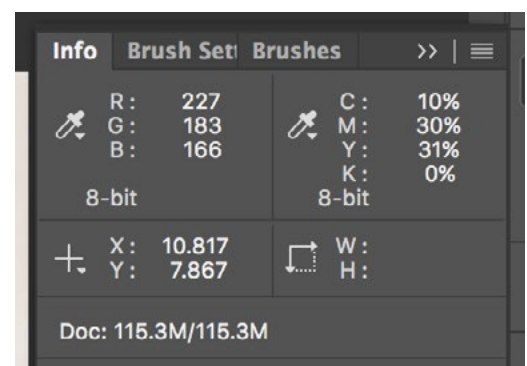 Info Brush Sett Brushes >>
R: 227 C: 10%
G: 183 M: 30%
B: 166 Y: 31%
K: 0%
8-bit 8-bit
X: 10.817 W:
Y: 7.867 H:
Doc: 115.3M/115.3M